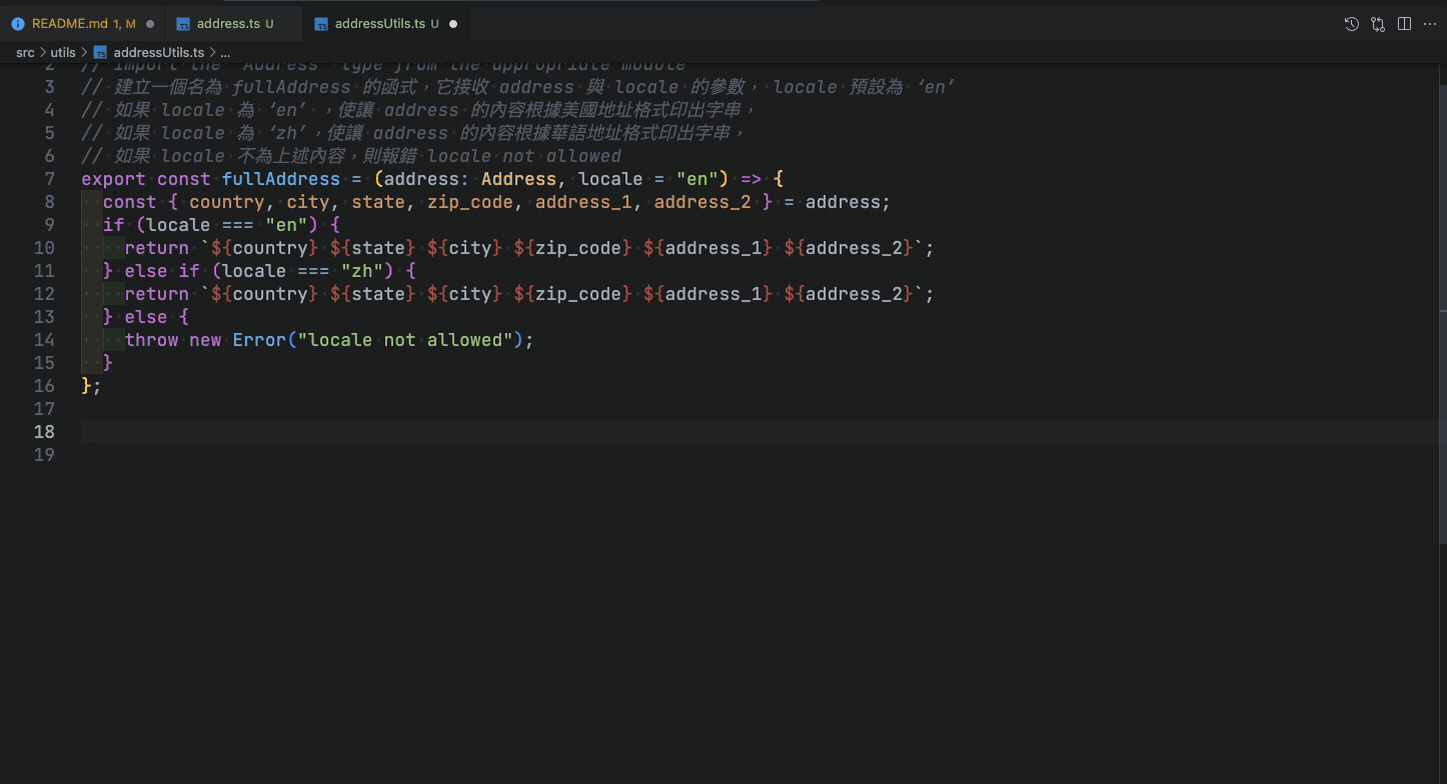 README.md 1, M
address.ts U
addressUtils.ts U
src > utils > addressUtils.ts > ...
2 // Import the "Address" type from the appropriate module
3 // 建立一個名為 fullAddress 的函式，它接收 address 與 locale 的參數， locale 預設為 ‘en’
4 // 如果 locale 為 ‘en’ ，使讓 address 的內容根據美國地址格式印出字串，
5 // 如果 locale 為 ‘zh’，使讓 address 的內容根據華語地址格式印出字串，
6 // 如果 locale 不為上述內容，則報錯 locale not allowed
7 export const fullAddress = (address: Address, locale = "en") => {
8   const { country, city, state, zip_code, address_1, address_2 } = address;
9   if (locale === "en") {
10     return `${country} ${state} ${city} ${zip_code} ${address_1} ${address_2}`;
11   } else if (locale === "zh") {
12     return `${country} ${state} ${city} ${zip_code} ${address_1} ${address_2}`;
13   } else {
14     throw new Error("locale not allowed");
15   }
16 };
17
18
19